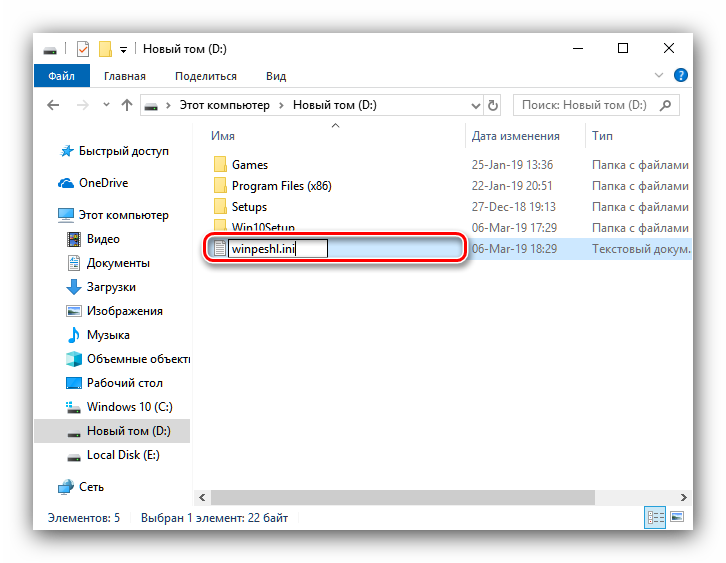 Новый том (D:)
Файл Главная Поделиться Вид
Этот компьютер Новый том (D:) Поиск: Новый том (D:)
Имя Дата изменения Тип
Быстрый доступ
OneDrive
Этот компьютер
Видео
Документы
Загрузки
Изображения
Музыка
Объемные объекты
Рабочий стол
Windows 10 (C:)
Новый том (D:)
Local Disk (E:)
Сеть
Games 25-Jan-19 13:36 Папка с файлами
Program Files (x86) 22-Jan-19 20:51 Папка с файлами
Setups 27-Dec-18 19:13 Папка с файлами
Win10Setup 06-Mar-19 17:29 Папка с файлами
winpeshl.ini 06-Mar-19 18:29 Текстовый докум...
Элементов: 5 Выбран 1 элемент: 22 байт